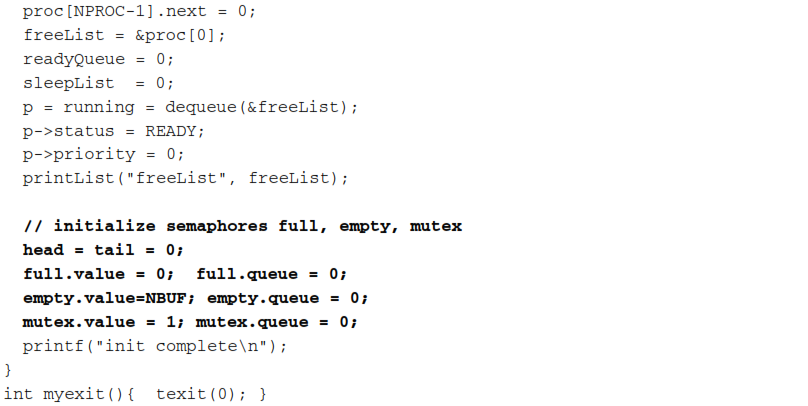 proc[NPROC-1].next = 0;
freeList = &proc[0];
readyQueue = 0;
sleepList  = 0;
p = running = dequeue(&freeList);
p->status = READY;
p->priority = 0;
printList("freeList", freeList);
// initialize semaphores full, empty, mutex
head = tail = 0;
full.value = 0;  full.queue = 0;
empty.value=NBUF; empty.queue = 0;
mutex.value = 1; mutex.queue = 0;
printf("init complete\n");
}
int myexit(){  texit(0); }